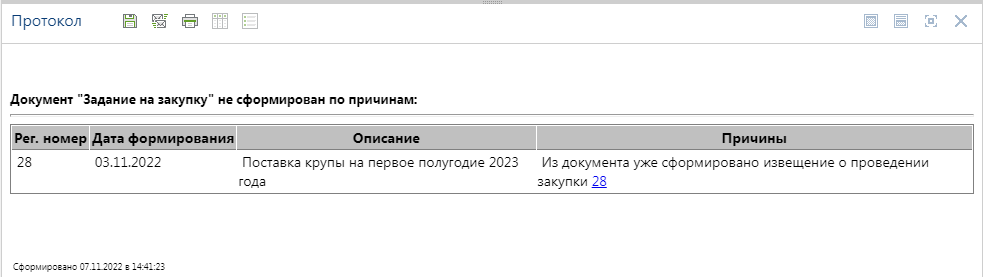 Протокол
Документ "Задание на закупку" не сформирован по причинам:
Рег. номер Дата формирования Описание Причины
28 03.11.2022 Поставка крупы на первое полугодие 2023 Из документа уже сформировано извещение о проведении
года закупки 28
Сформировано 07.11.2022 в 14:41:23